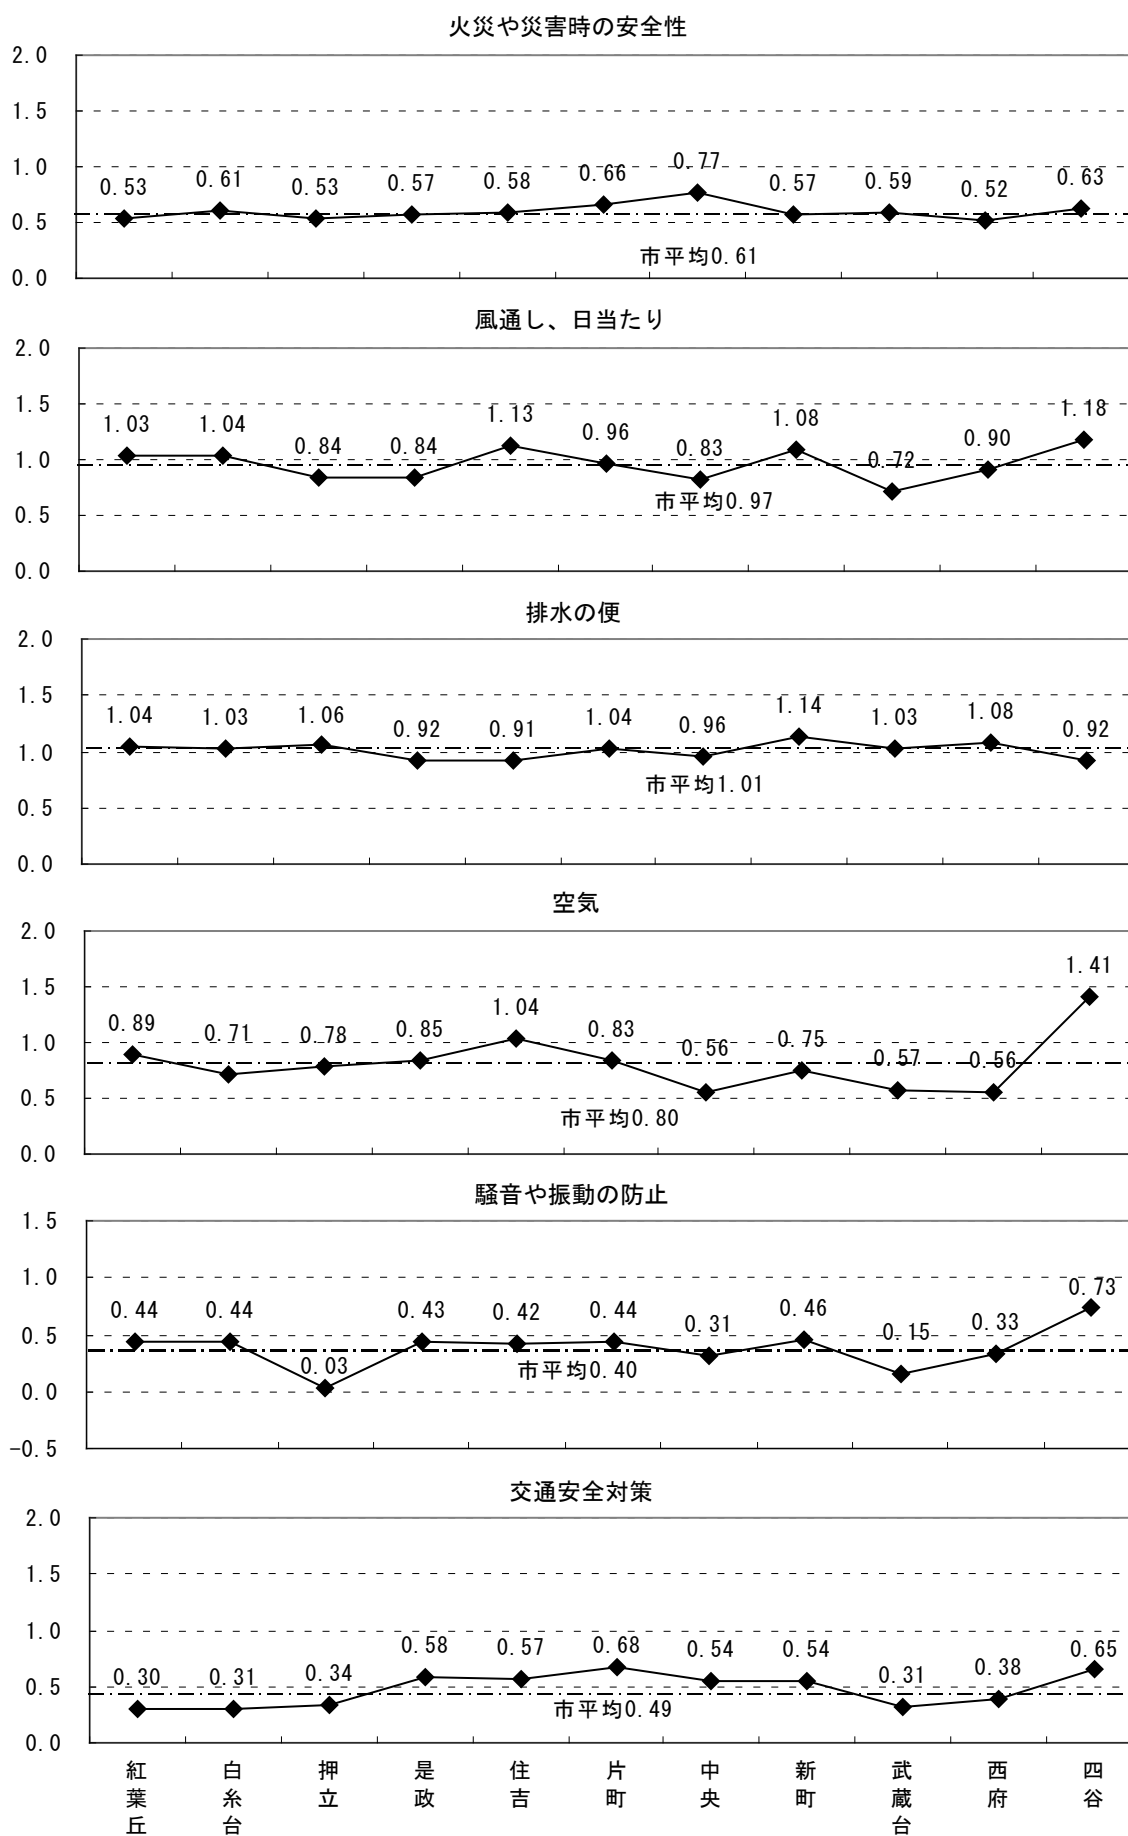 火災や災害時の安全性
2.0
1.5
1.0
0.5
0.0
0.53 0.61 0.53 0.57 0.58 0.66 0.77 0.57 0.59 0.52 0.63
市平均0.61
風通し、日当たり
2.0
1.5
1.0
0.5
0.0
1.03 1.04 0.84 0.84 1.13 0.96 0.83 1.08 0.72 0.90 1.18
市平均0.97
排水の便
2.0
1.5
1.0
0.5
0.0
1.04 1.03 1.06 0.92 0.91 1.04 0.96 1.14 1.03 1.08 0.92
市平均1.01
空気
2.0
1.5
1.0
0.5
0.0
0.89 0.71 0.78 0.85 1.04 0.83 0.56 0.75 0.57 0.56 1.41
市平均0.80
騒音や振動の防止
1.5
1.0
0.5
0.0
-0.5
0.44 0.44 0.03 0.43 0.42 0.44 0.31 0.46 0.15 0.33 0.73
市平均0.40
交通安全対策
2.0
1.5
1.0
0.5
0.0
0.30 0.31 0.34 0.58 0.57 0.68 0.54 0.54 0.31 0.38 0.65
市平均0.49
紅葉丘
白糸台
押立
是政
住吉
片町
中央
新町
武蔵台
西府
四谷